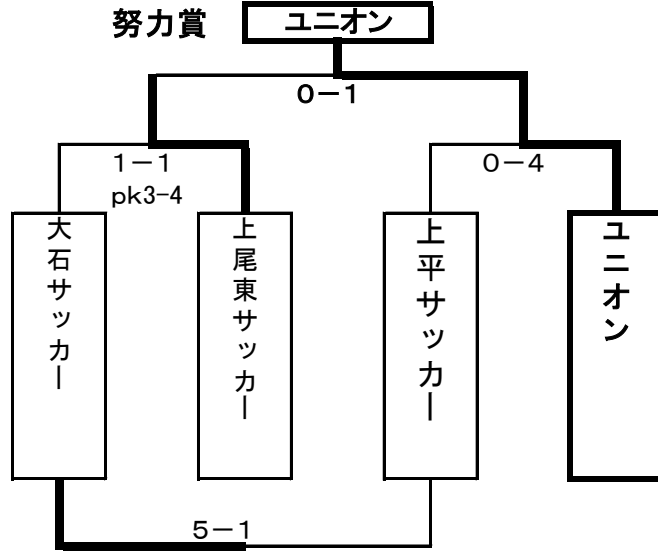 努力賞
ユニオン
0－1
1－1
pk3-4
0－4
大石サッカー
上尾東サッカー
上平サッカー
ユニオン
5－1